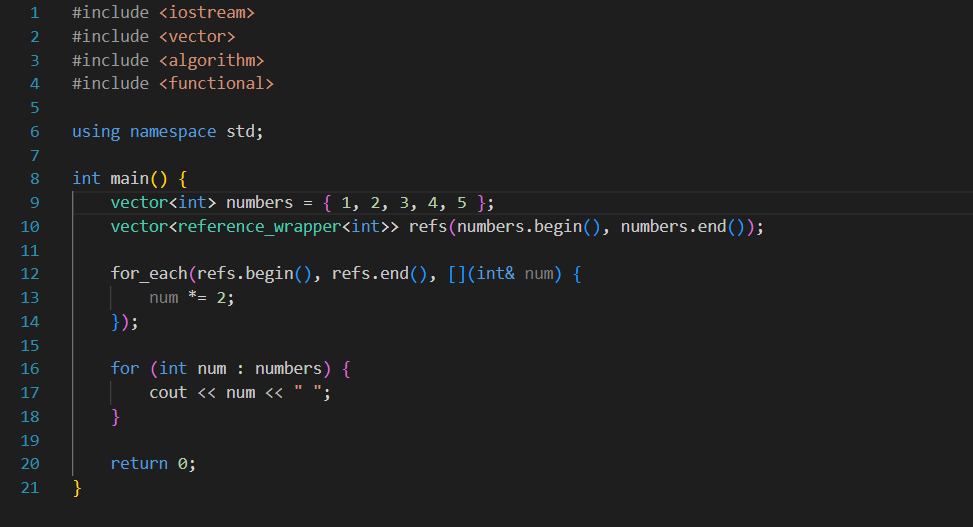 1 #include <iostream>
2 #include <vector>
3 #include <algorithm>
4 #include <functional>
5
6 using namespace std;
7
8 int main() {
9     vector<int> numbers = { 1, 2, 3, 4, 5 };
10     vector<reference_wrapper<int>> refs(numbers.begin(), numbers.end());
11
12     for_each(refs.begin(), refs.end(), [](int& num) {
13         num *= 2;
14     });
15
16     for (int num : numbers) {
17         cout << num << " ";
18     }
19
20     return 0;
21 }